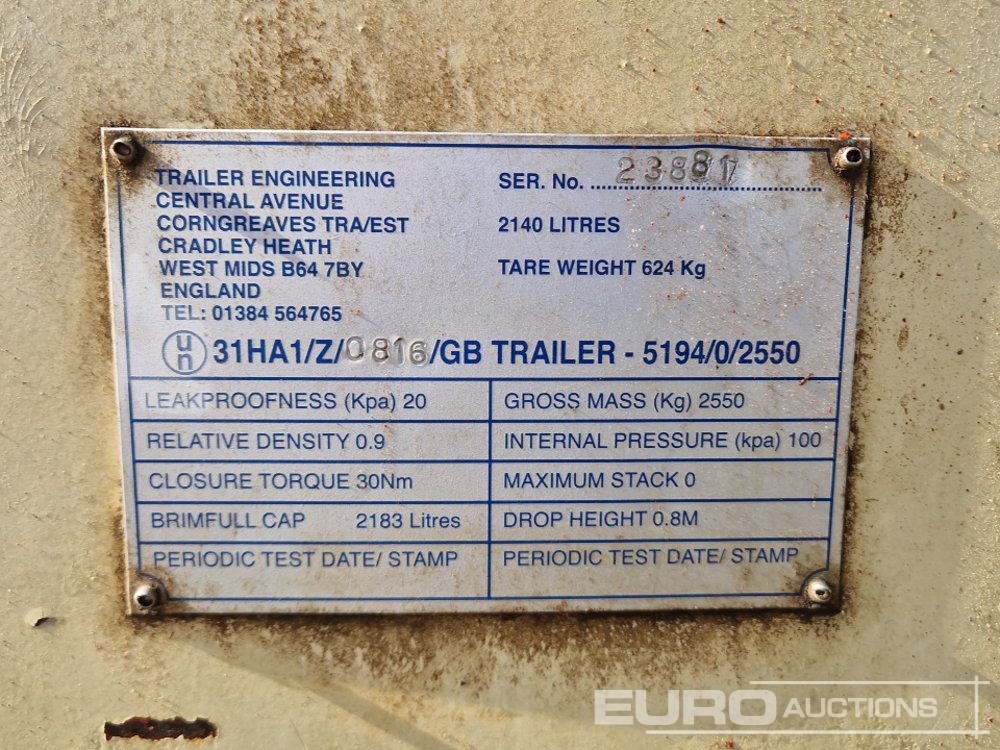 TRAILER ENGINEERING
CENTRAL AVENUE
CORNGREAVES TRA/EST
CRADLEY HEATH
WEST MIDS B64 7BY
ENGLAND
TEL: 01384 564765
SER. No. 23881
2140 LITRES
TARE WEIGHT 624 Kg
un 31HA1/Z/0816/GB TRAILER - 5194/0/2550
LEAKPROOFNESS (Kpa) 20
GROSS MASS (Kg) 2550
RELATIVE DENSITY 0.9
INTERNAL PRESSURE (kpa) 100
CLOSURE TORQUE 30Nm
MAXIMUM STACK 0
BRIMFULL CAP 2183 Litres
DROP HEIGHT 0.8M
PERIODIC TEST DATE/ STAMP
PERIODIC TEST DATE/ STAMP
EURO AUCTIONS